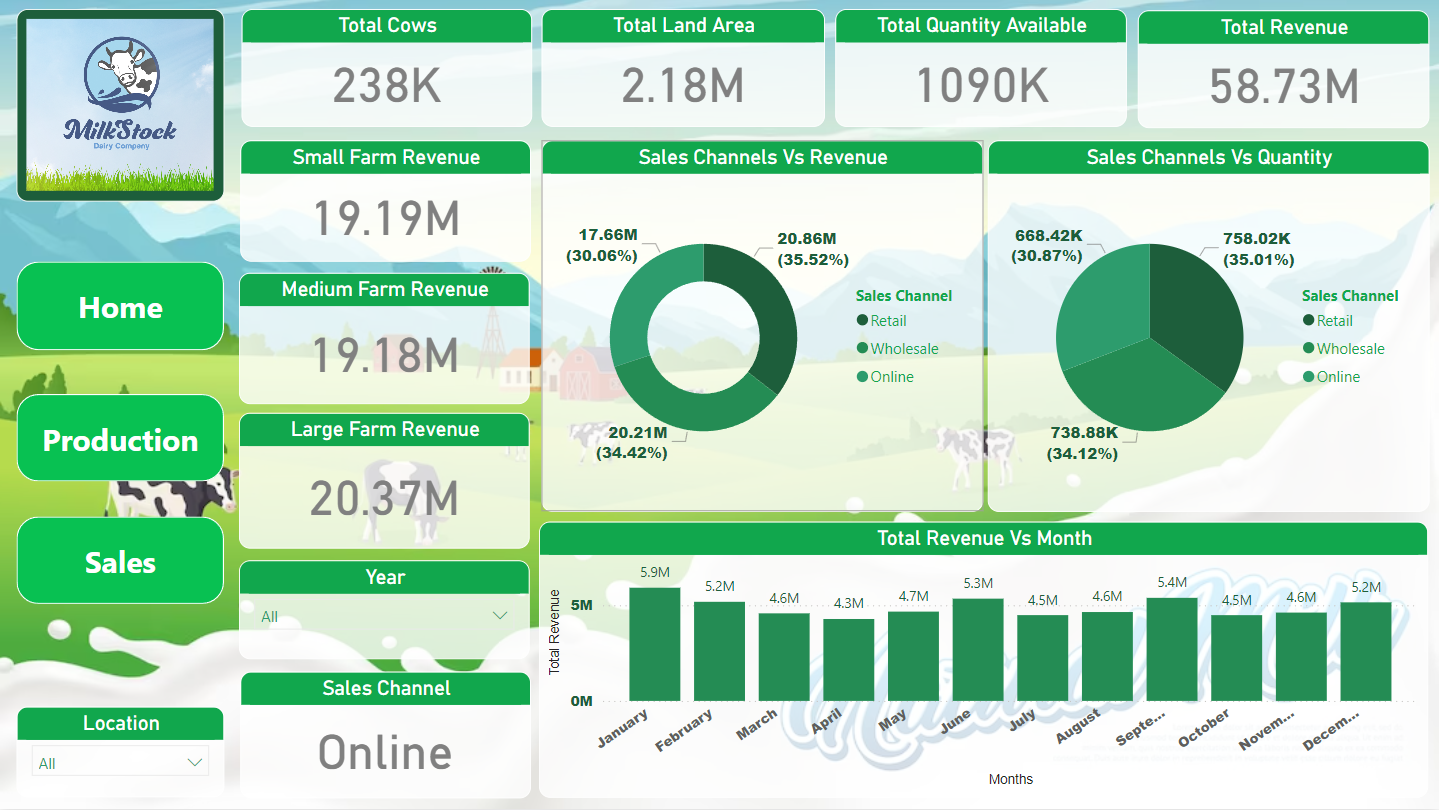 MilkStock
Dairy Company
Home
Production
Sales
Location
All
Total Cows
238K
Total Land Area
2.18M
Total Quantity Available
1090K
Total Revenue
58.73M
Small Farm Revenue
19.19M
Medium Farm Revenue
19.18M
Large Farm Revenue
20.37M
Year
All
Sales Channel
Online
Sales Channels Vs Revenue
17.66M
(30.06%)
20.86M
(35.52%)
20.21M
(34.42%)
Sales Channel
Retail
Wholesale
Online
Sales Channels Vs Quantity
668.42K
(30.87%)
758.02K
(35.01%)
738.88K
(34.12%)
Sales Channel
Retail
Wholesale
Online
Total Revenue Vs Month
Total Revenue
5M
0M
5.9M
5.2M
4.6M
4.3M
4.7M
5.3M
4.5M
4.6M
5.4M
4.5M
4.6M
5.2M
January
February
March
April
May
June
July
August
Septe...
October
Novem...
Decem...
Months